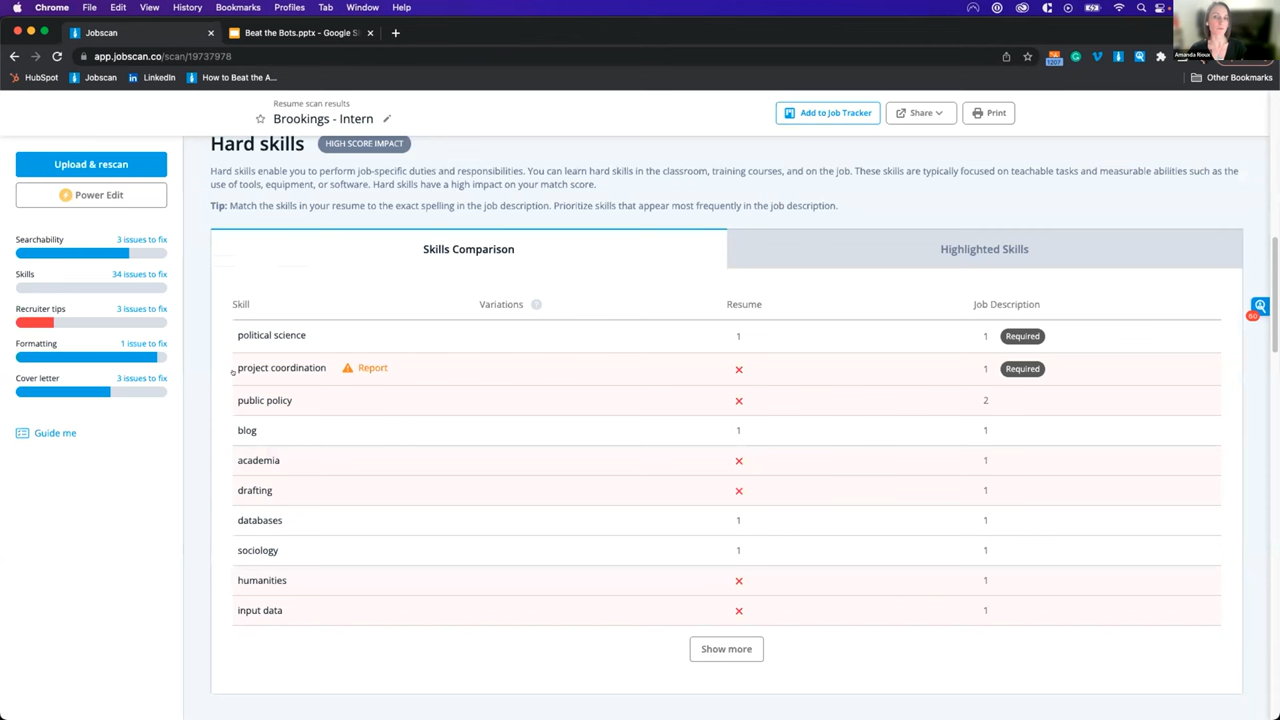 Chrome File Edit View History Bookmarks Profiles Tab Window Help
Jobscan
Beat the Bots.pptx - Google S
app.jobscan.co/scan/19737978
1207
Amanda Rioux
HubSpot Jobscan LinkedIn How to Beat the A... Other Bookmarks
Resume scan results
Brookings - Intern
Add to Job Tracker Share Print
Upload & rescan
Power Edit
Searchability 3 issues to fix
Skills 34 issues to fix
Recruiter tips 3 issues to fix
Formatting 1 issue to fix
Cover letter 3 issues to fix
Guide me
Hard skills HIGH SCORE IMPACT
Hard skills enable you to perform job-specific duties and responsibilities. You can learn hard skills in the classroom, training courses, and on the job. These skills are typically focused on teachable tasks and measurable abilities such as the
use of tools, equipment, or software. Hard skills have a high impact on your match score.
Tip: Match the skills in your resume to the exact spelling in the job description. Prioritize skills that appear most frequently in the job description.
Skills Comparison Highlighted Skills
Skill Variations ? Resume Job Description
political science 1 1 Required
project coordination Report 1 Required
public policy 2
blog 1 1
academia 1
drafting 1
databases 1 1
sociology 1 1
humanities 1
input data 1
Show more
60